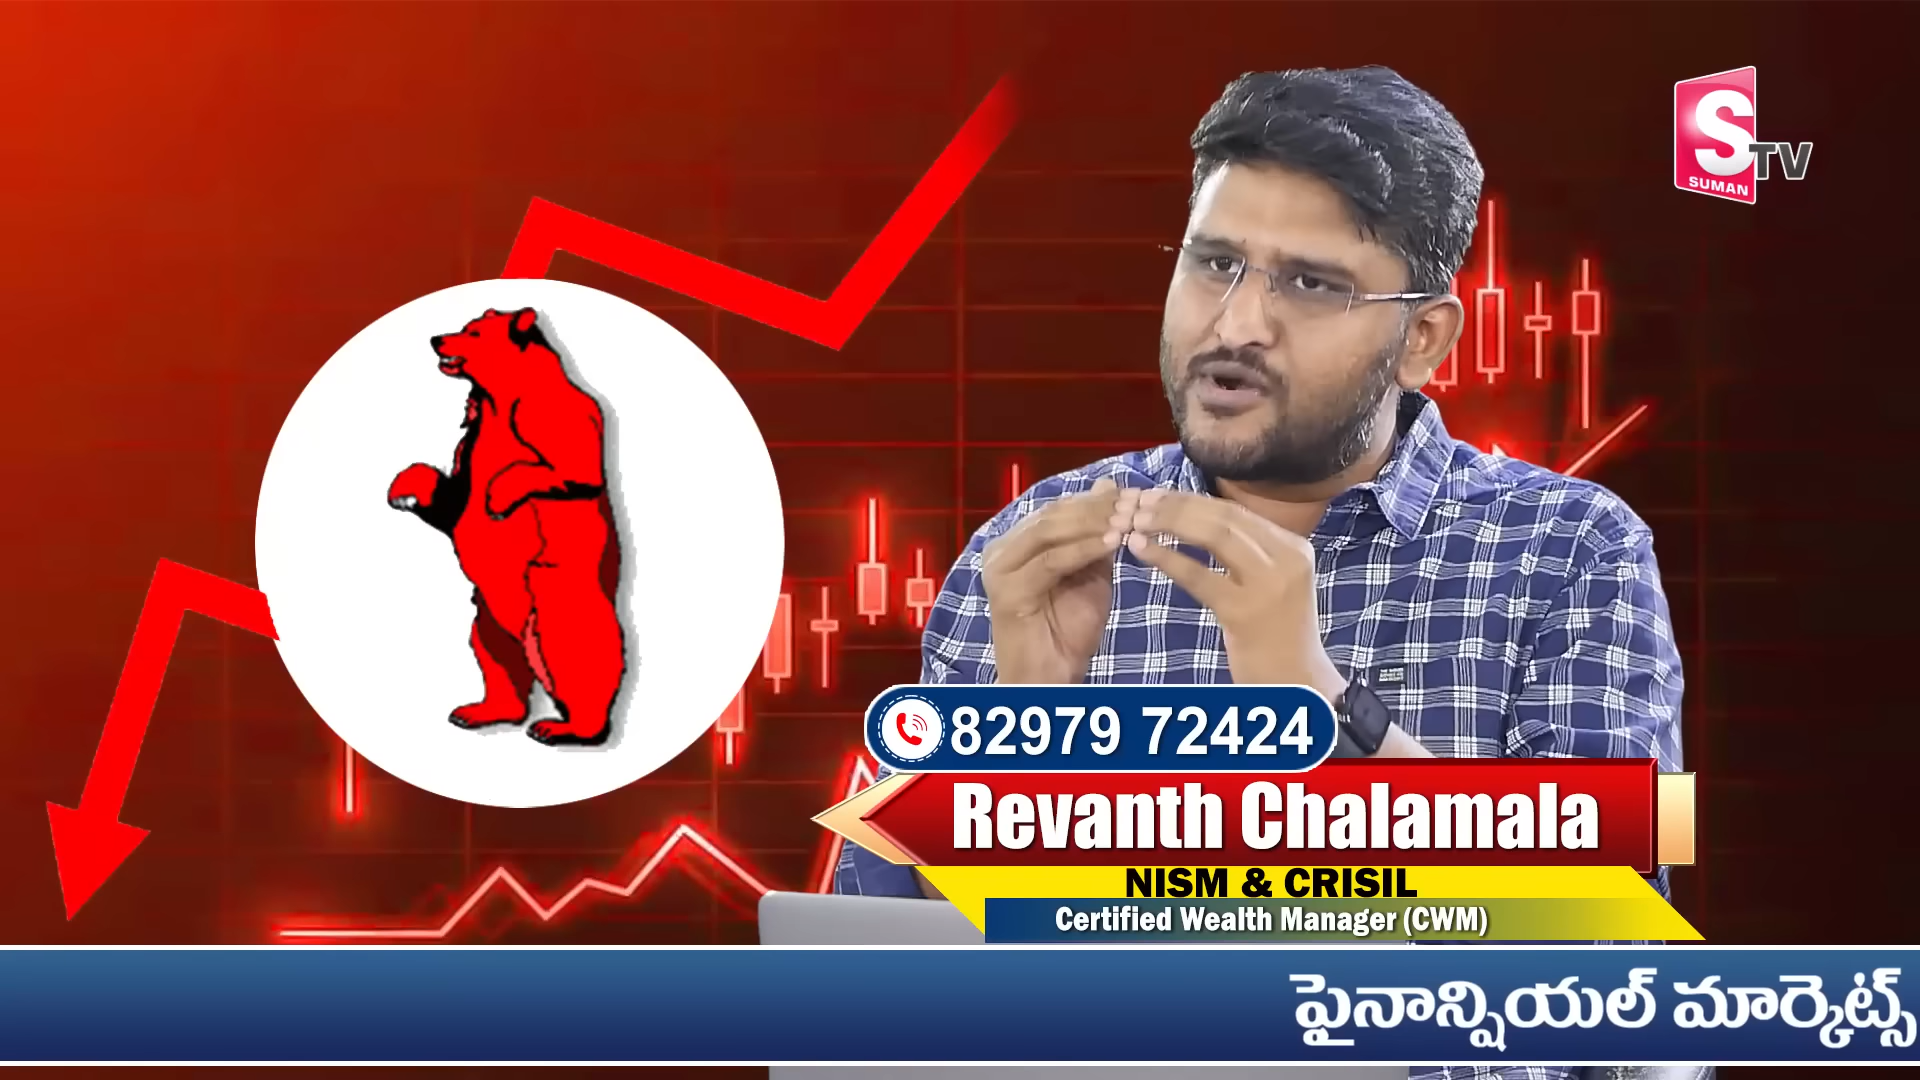 S
TV
SUMAN
82979 72424
Revanth Chalamala
NISM & CRISIL
Certified Wealth Manager (CWM)
ఫైనాన్షియల్ మార్కెట్స్